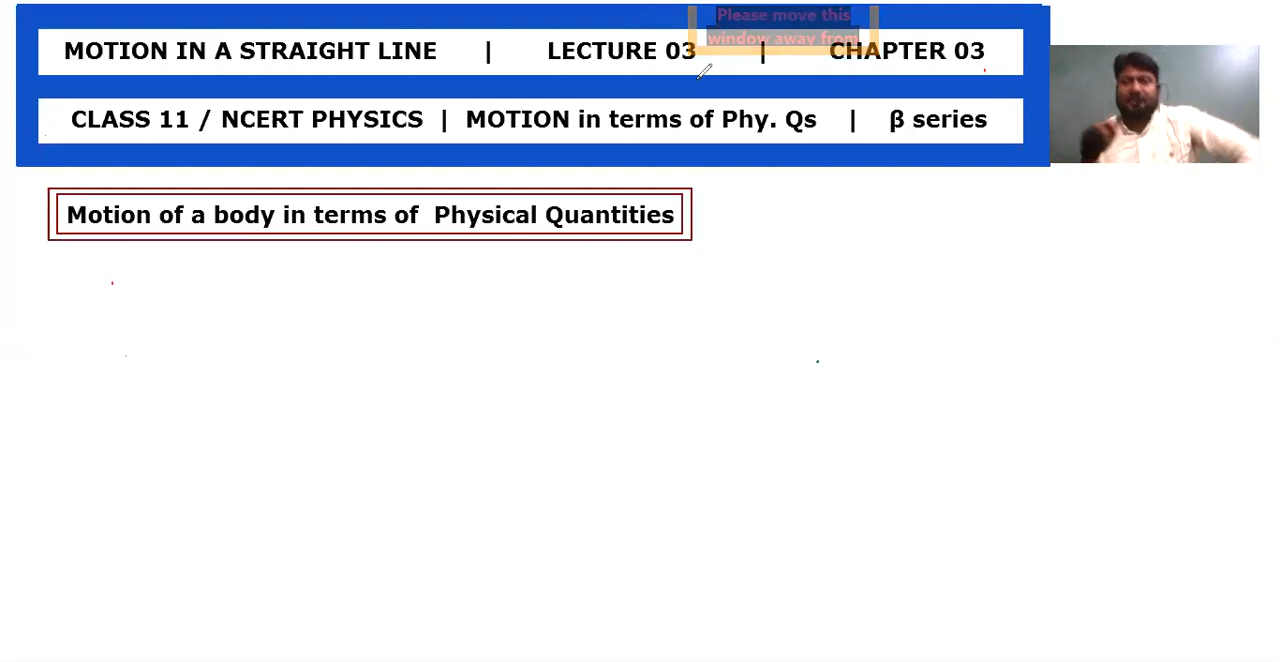 Please move this
window away from
MOTION IN A STRAIGHT LINE | LECTURE 03 | CHAPTER 03
CLASS 11 / NCERT PHYSICS | MOTION in terms of Phy. Qs | β series
Motion of a body in terms of Physical Quantities